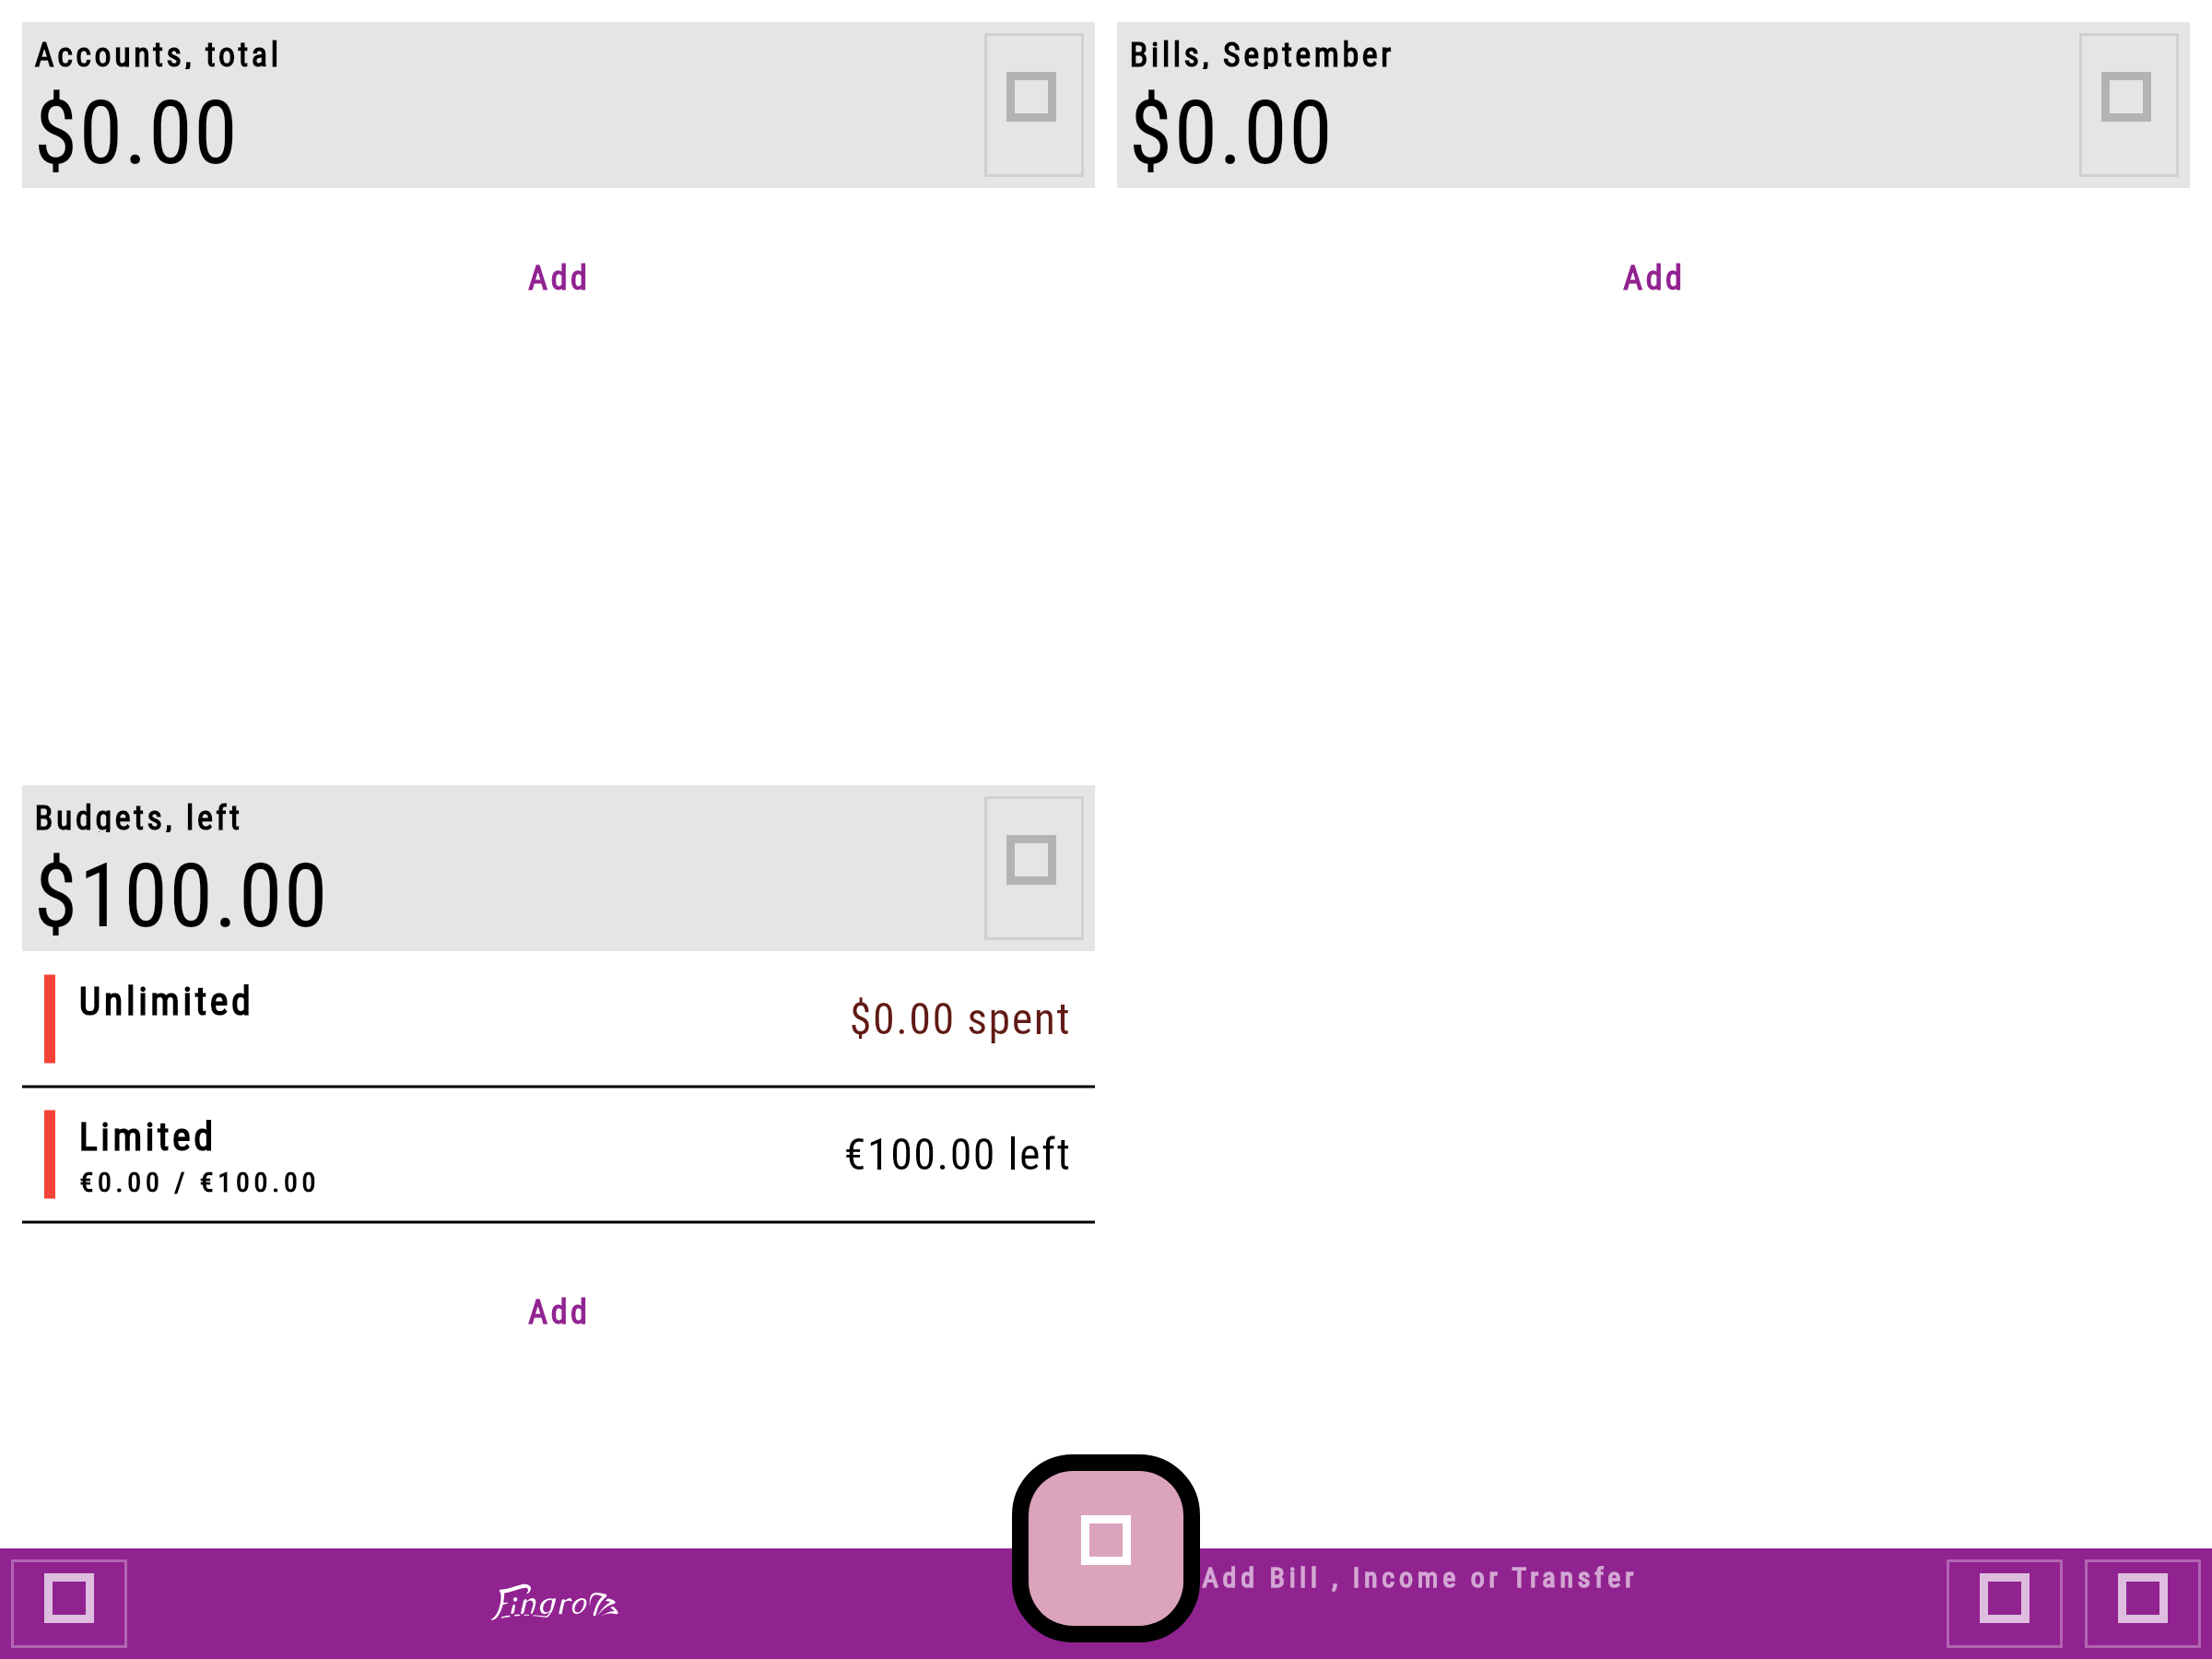 Accounts, total
$0.00
Add
Bills, September
$0.00
Add
Budgets, left
$100.00
Unlimited
$0.00 spent
Limited
€0.00 / €100.00
€100.00 left
Add
Add Bill , Income or Transfer